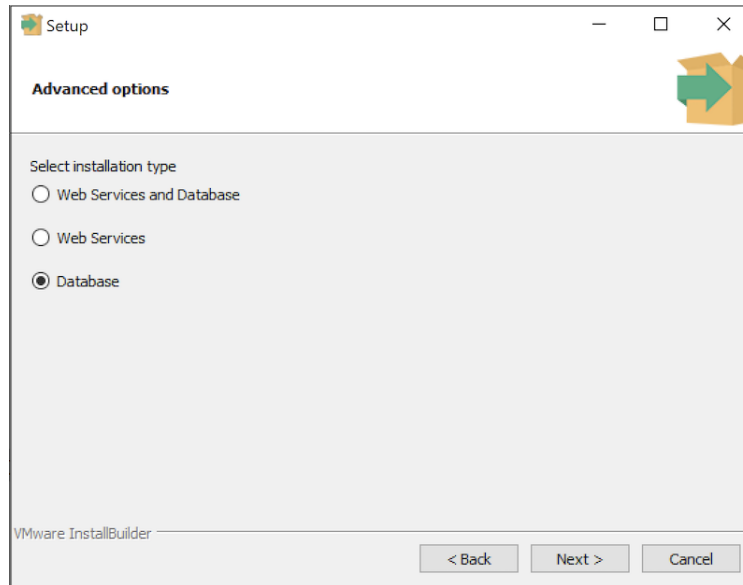 Setup
Advanced options
Select installation type
Web Services and Database
Web Services
Database
VMware InstallBuilder
< Back
Next >
Cancel